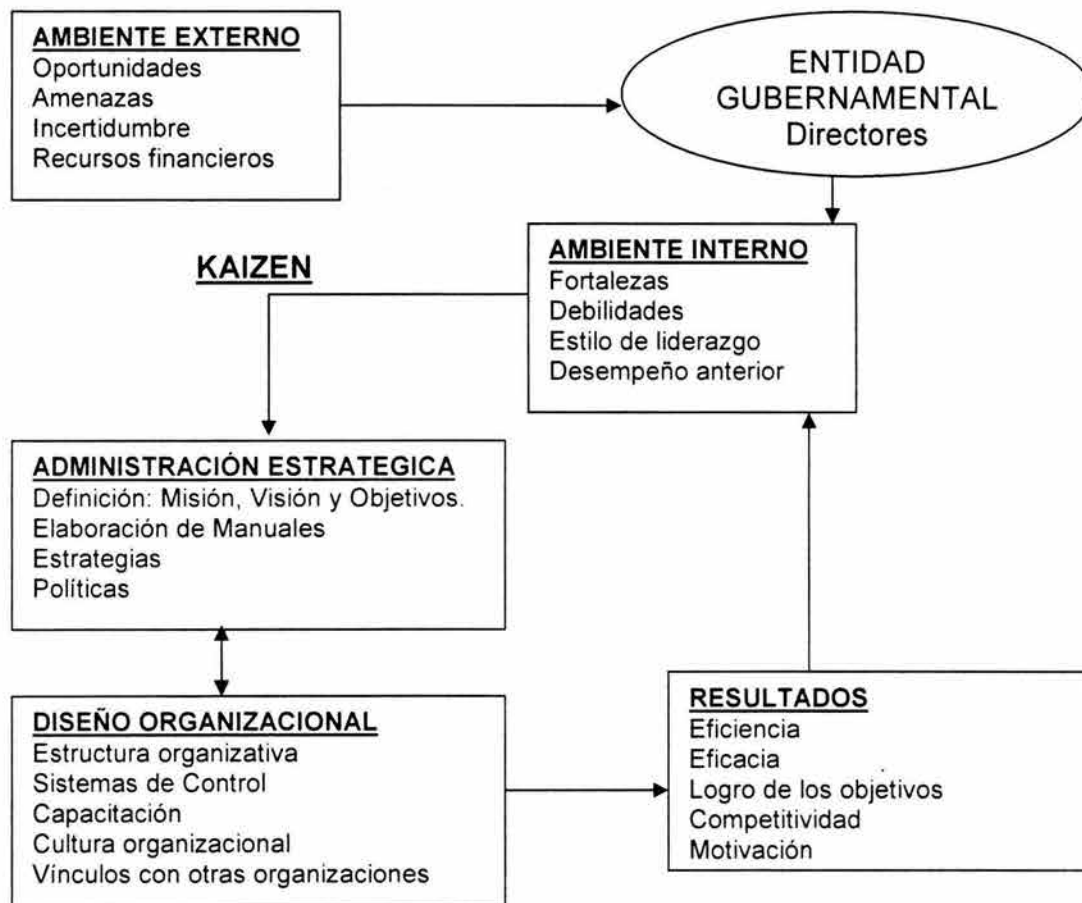 AMBIENTE EXTERNO
Oportunidades
Amenazas
Incertidumbre
Recursos financieros
ENTIDAD
GUBERNAMENTAL
Directores
KAIZEN
AMBIENTE INTERNO
Fortalezas
Debilidades
Estilo de liderazgo
Desempeño anterior
ADMINISTRACIÓN ESTRATEGICA
Definición: Misión, Visión y Objetivos.
Elaboración de Manuales
Estrategias
Políticas
DISEÑO ORGANIZACIONAL
Estructura organizativa
Sistemas de Control
Capacitación
Cultura organizacional
Vínculos con otras organizaciones
RESULTADOS
Eficiencia
Eficacia
Logro de los objetivos
Competitividad
Motivación